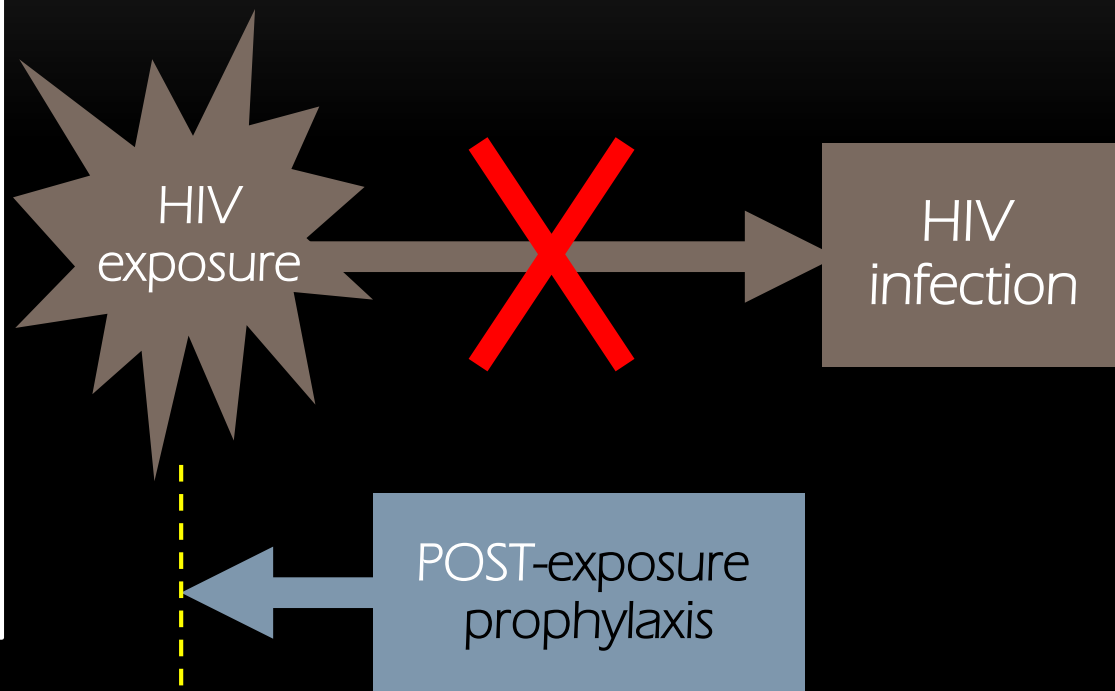 HIV
exposure
HIV
infection
POST-exposure
prophylaxis